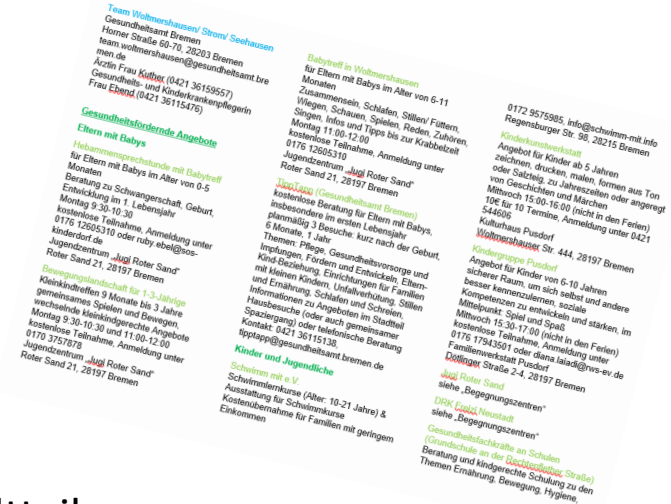 Team Woltmershausen/ Strom/ Seehausen
Gesundheitsamt Bremen
Horner Straße 60-70, 28203 Bremen
team.woltmershausen@gesundheitsamt.bre
men.de
Ärztin Frau Kuther (0421 36159557)
Gesundheits- und Kinderkrankenpflegerin
Frau Ebend (0421 36115476)
Gesundheitsfördernde Angebote
Eltern mit Babys
Hebammensprechstunde mit Babytreff
für Eltern mit Babys im Alter von 0-5
Monaten
Beratung zu Schwangerschaft, Geburt,
Entwicklung im 1. Lebensjahr
Montag 9:30-10:30
kostenlose Teilnahme, Anmeldung unter
0176 12605310 oder ruby.ebel@sos-
kinderdorf.de
Jugendzentrum „Jugi Roter Sand"
Roter Sand 21, 28197 Bremen
Bewegungslandschaft für 1-3-Jährige
Kleinkindtreffen 9 Monate bis 3 Jahre
gemeinsames Spielen und Bewegen,
wechselnde kleinkindgerechte Angebote
Montag 9:30-10:30 und 11:00-12:00
kostenlose Teilnahme, Anmeldung unter
0170 3757878
Jugendzentrum „Jugi Roter Sand"
Roter Sand 21, 28197 Bremen
Babytreff in Woltmershausen
für Eltern mit Babys im Alter von 6-11
Monaten
Zusammensein, Schlafen, Stillen/ Füttern,
Wiegen, Schauen, Spielen, Reden, Zuhören,
Singen, Infos und Tipps bis zur Krabbelzeit
Montag 11:00-12:00
kostenlose Teilnahme, Anmeldung unter
0176 12605310
Jugendzentrum „Jugi Roter Sand"
Roter Sand 21, 28197 Bremen
TippTapp (Gesundheitsamt Bremen)
kostenlose Beratung für Eltern mit Babys,
insbesondere im ersten Lebensjahr
planmäßig 3 Besuche: kurz nach der Geburt,
6 Monate, 1 Jahr
Themen: Pflege, Gesundheitsvorsorge und
Impfungen, Fördern und Entwickeln, Eltern-
Kind-Beziehung, Einrichtungen für Familien
mit kleinen Kindern, Unfallverhütung, Stillen
und Ernährung, Schlafen und Schreien,
Informationen zu Angeboten im Stadtteil
Hausbesuche (oder auch gemeinsamer
Spaziergang) oder telefonische Beratung
Kontakt: 0421 36115138,
tipptapp@gesundheitsamt.bremen.de
Kinder und Jugendliche
Schwimm mit e.V.
Schwimmlernkurse (Alter: 10-21 Jahre) &
Ausstattung für Schwimmkurse
Kostenübernahme für Familien mit geringem
Einkommen
0172 9575985, info@schwimm-mit.info
Regensburger Str. 98, 28215 Bremen
Kinderkunstwerkstatt
Angebot für Kinder ab 5 Jahren
zeichnen, drucken, malen, formen aus Ton
oder Salzteig, zu Jahreszeiten oder angeregt
von Geschichten und Märchen
Mittwoch 15:00-16:00 (nicht in den Ferien)
10€ für 10 Termine, Anmeldung unter 0421
544606
Kulturhaus Pusdorf
Woltmershauser Str. 444, 28197 Bremen
Kindergruppe Pusdorf
Angebot für Kinder von 6-10 Jahren
sicherer Raum, um sich selbst und andere
besser kennenzulernen, soziale
Kompetenzen zu entwickeln und stärken, im
Mittelpunkt: Spiel und Spaß
Mittwoch 15:30-17:00 (nicht in den Ferien)
kostenlose Teilnahme, Anmeldung unter
0176 17943501 oder diana.laiadi@rws-ev.de
Familienwerkstatt Pusdorf
Dötlinger Straße 2-4, 28197 Bremen
Jugi Roter Sand
siehe „Begegnungszentren"
DRK Freizi Neustadt
siehe „Begegnungszentren"
Gesundheitsfachkräfte an Schulen
(Grundschule an der Rechtenflether Straße)
Beratung und kindgerechte Schulung zu den
Themen Ernährung, Bewegung, Hygiene,